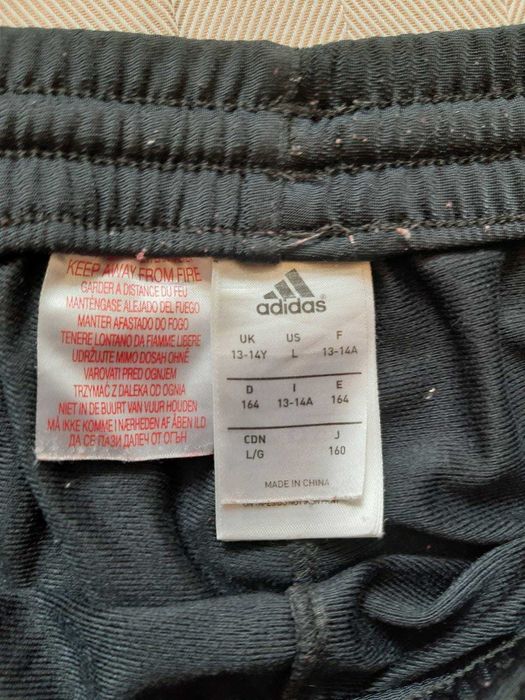 KEEP AWAY FROM FIRE
GARDER À DISTANCE DU FEU
MANTÉNGASE ALEJADO DEL FUEGO
MANTER AFASTADO DO FOGO
TENERE LONTANO DA FIAMME LIBERE
UDRŽUJTE MIMO DOSAH OHNĚ
VAROVATI PRED OGNJEM
TRZYMAĆ Z DALEKA OD OGNIA
NIET IN DE BUURT VAN VUUR HOUDEN
MÅ IKKE KOMME I NÆRHEDEN AF ÅBEN ILD
ДА СЕ ПАЗИ ДАЛЕЧ ОТ ОГЪН
adidas
UK US F
13-14Y L 13-14A
D I E
164 13-14A 164
CDN J
L/G 160
MADE IN CHINA